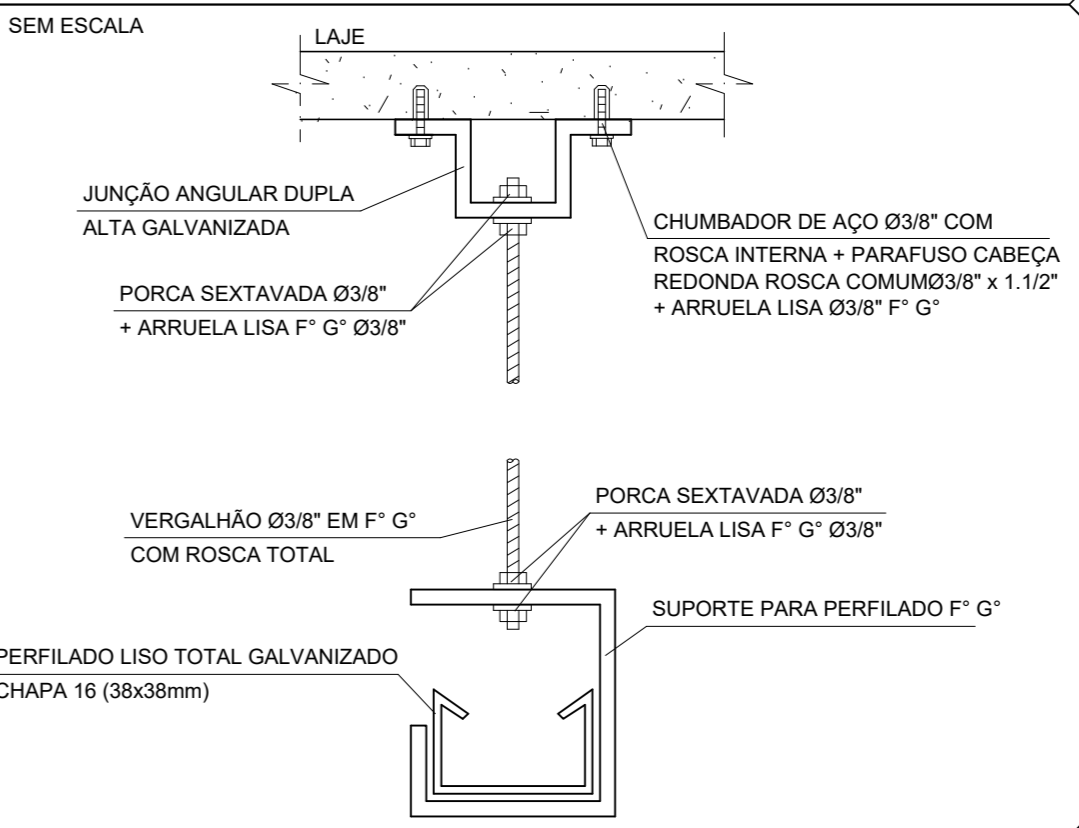 SEM ESCALA
LAJE
JUNÇÃO ANGULAR DUPLA
ALTA GALVANIZADA
CHUMBADOR DE AÇO Ø3/8" COM
ROSCA INTERNA + PARAFUSO CABEÇA
REDONDA ROSCA COMUMØ3/8" x 1.1/2"
+ ARRUELA LISA Ø3/8" F° G°
PORCA SEXTAVADA Ø3/8"
+ ARRUELA LISA F° G° Ø3/8"
VERGALHÃO Ø3/8" EM F° G°
COM ROSCA TOTAL
PORCA SEXTAVADA Ø3/8"
+ ARRUELA LISA F° G° Ø3/8"
SUPORTE PARA PERFILADO F° G°
PERFILADO LISO TOTAL GALVANIZADO
CHAPA 16 (38x38mm)